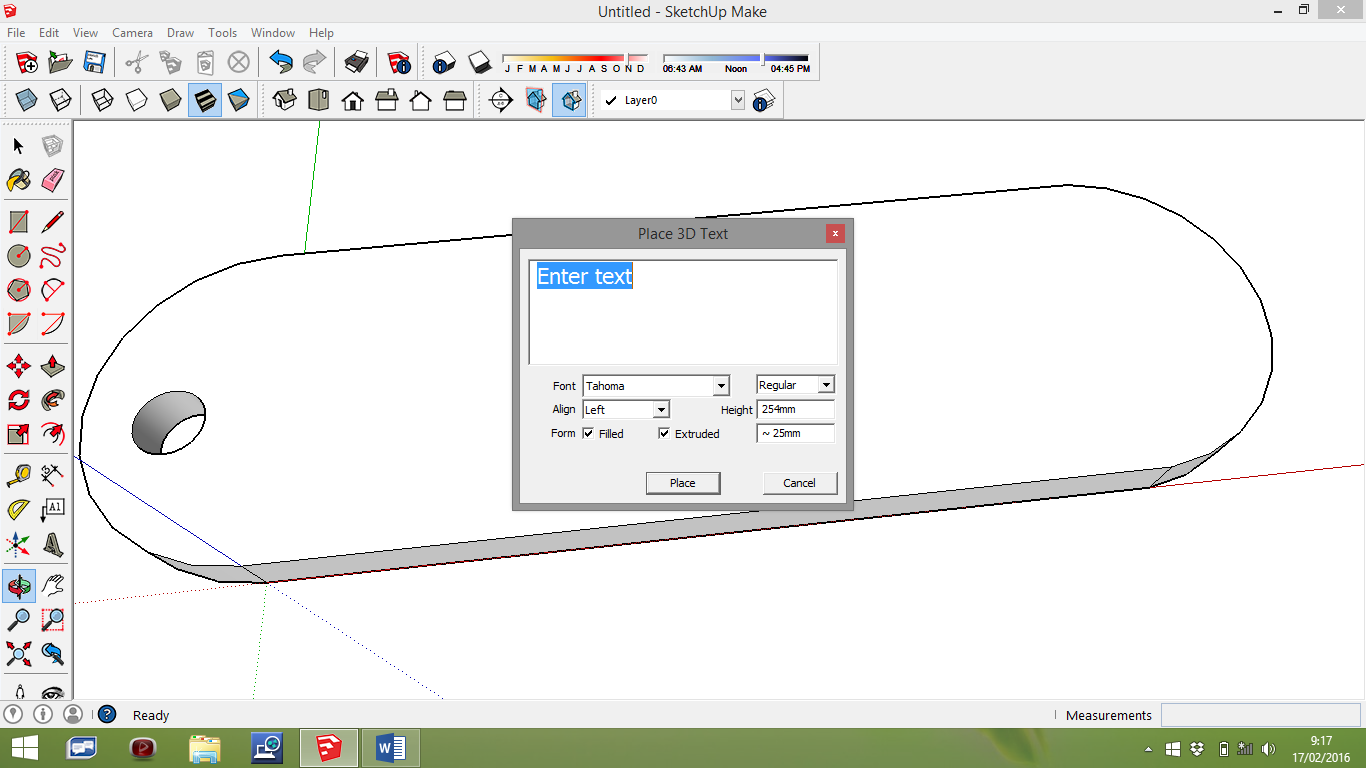 Untitled - SketchUp Make
File Edit View Camera Draw Tools Window Help
J F M A M J J A S O N D
06:43 AM Noon 04:45 PM
Layer0
Place 3D Text
Enter text
Font Tahoma Regular
Align Left Height 254mm
Form Filled Extruded ~ 25mm
Place Cancel
A1
Ready
Measurements
9:17
17/02/2016